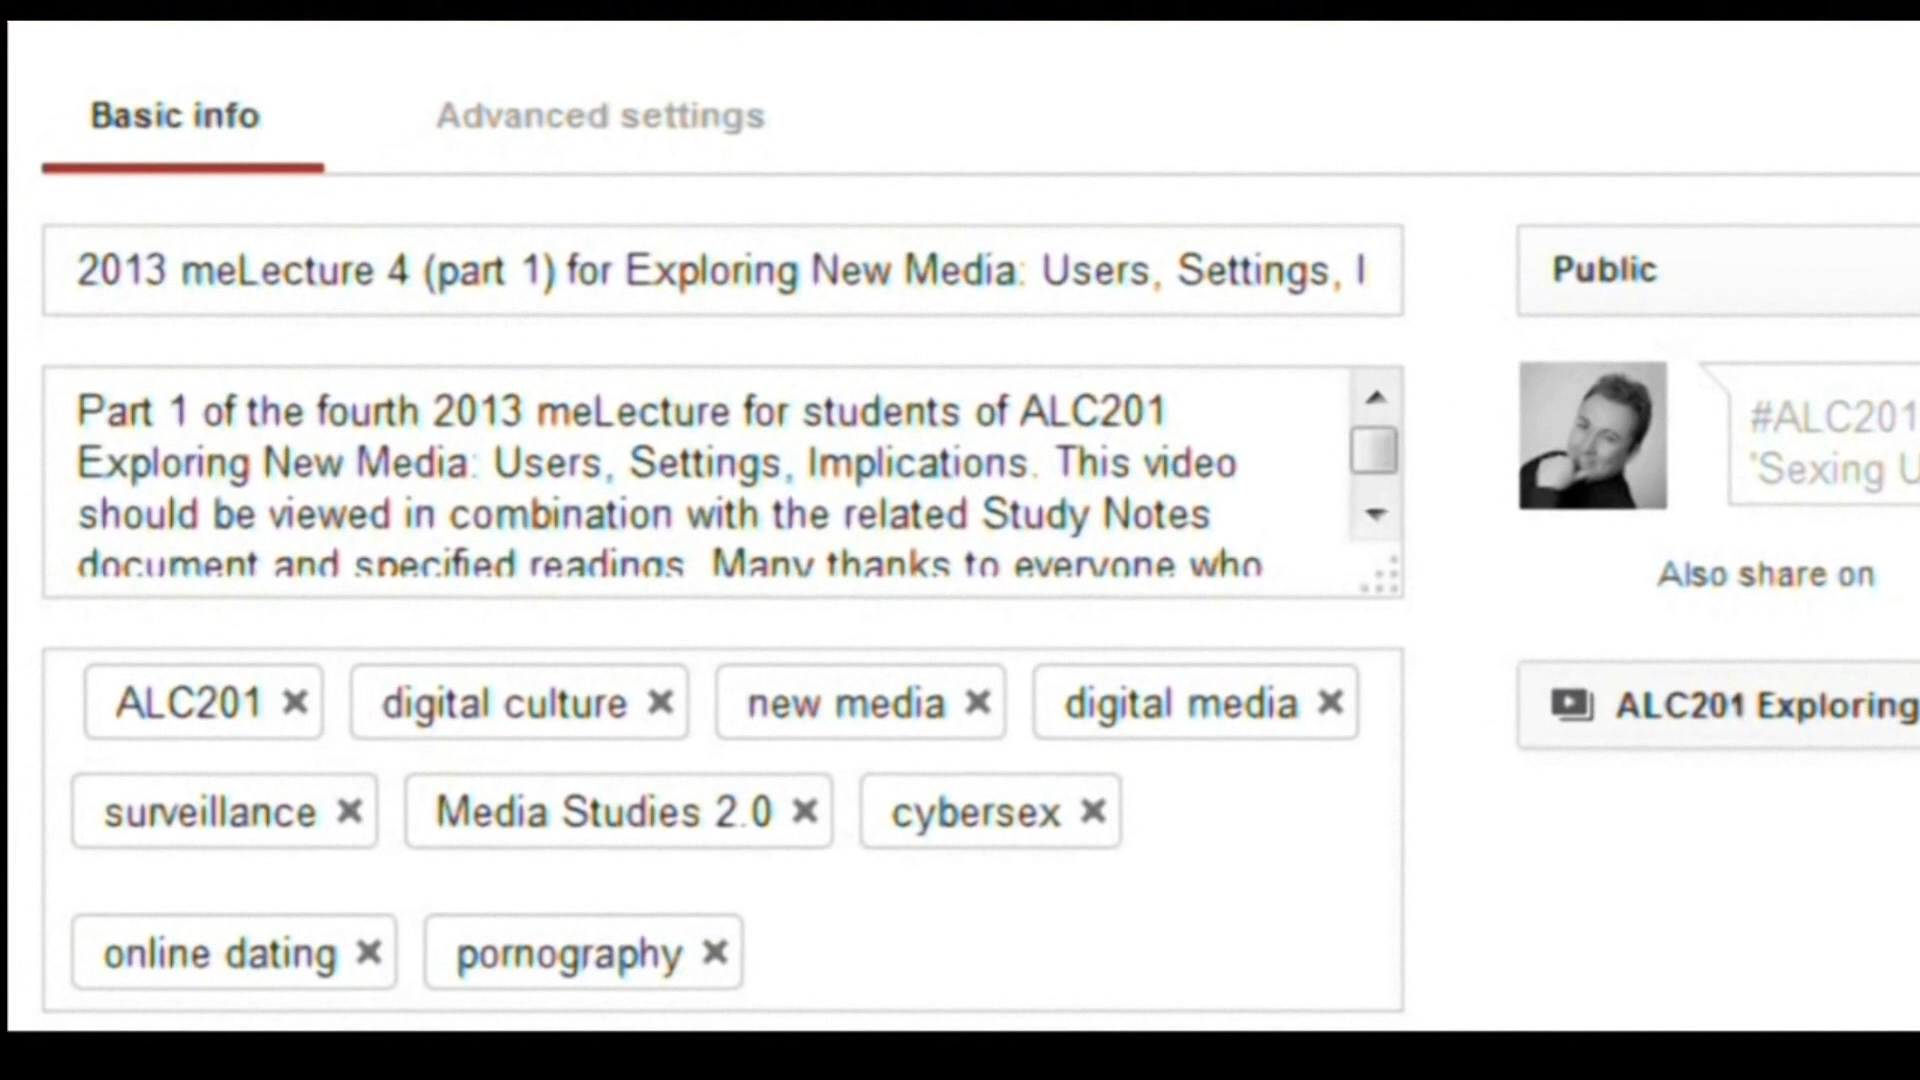 Basic info
Advanced settings
2013 meLecture 4 (part 1) for Exploring New Media: Users, Settings, I
Public
Part 1 of the fourth 2013 meLecture for students of ALC201
Exploring New Media: Users, Settings, Implications. This video
should be viewed in combination with the related Study Notes
document and specified readings. Many thanks to everyone who
#ALC201
'Sexing U
Also share on
ALC201
digital culture
new media
digital media
ALC201 Exploring
surveillance
Media Studies 2.0
cybersex
online dating
pornography